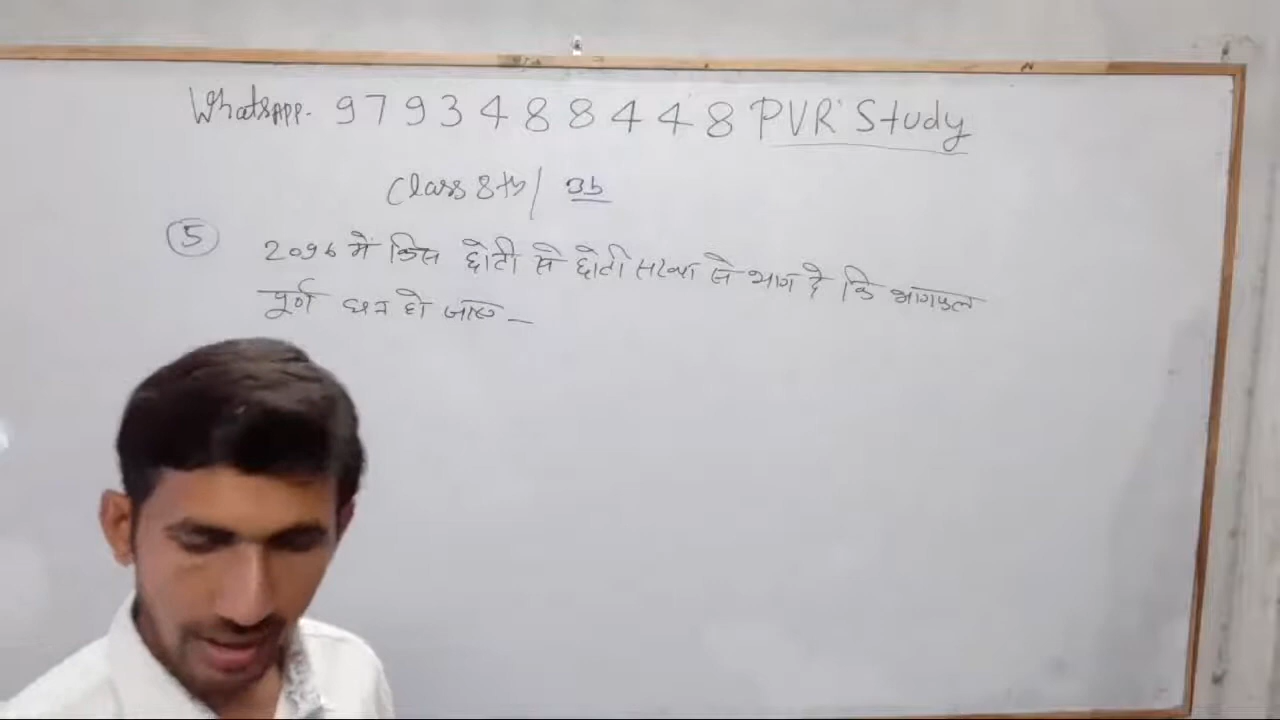 Whatsapp. 9793488448 PVR Study
Class 8th / 3b
5 2096 मे किस छोटी से छोटी संख्या से भाग दे कि भागफल
पूर्ण घन हो जाए –